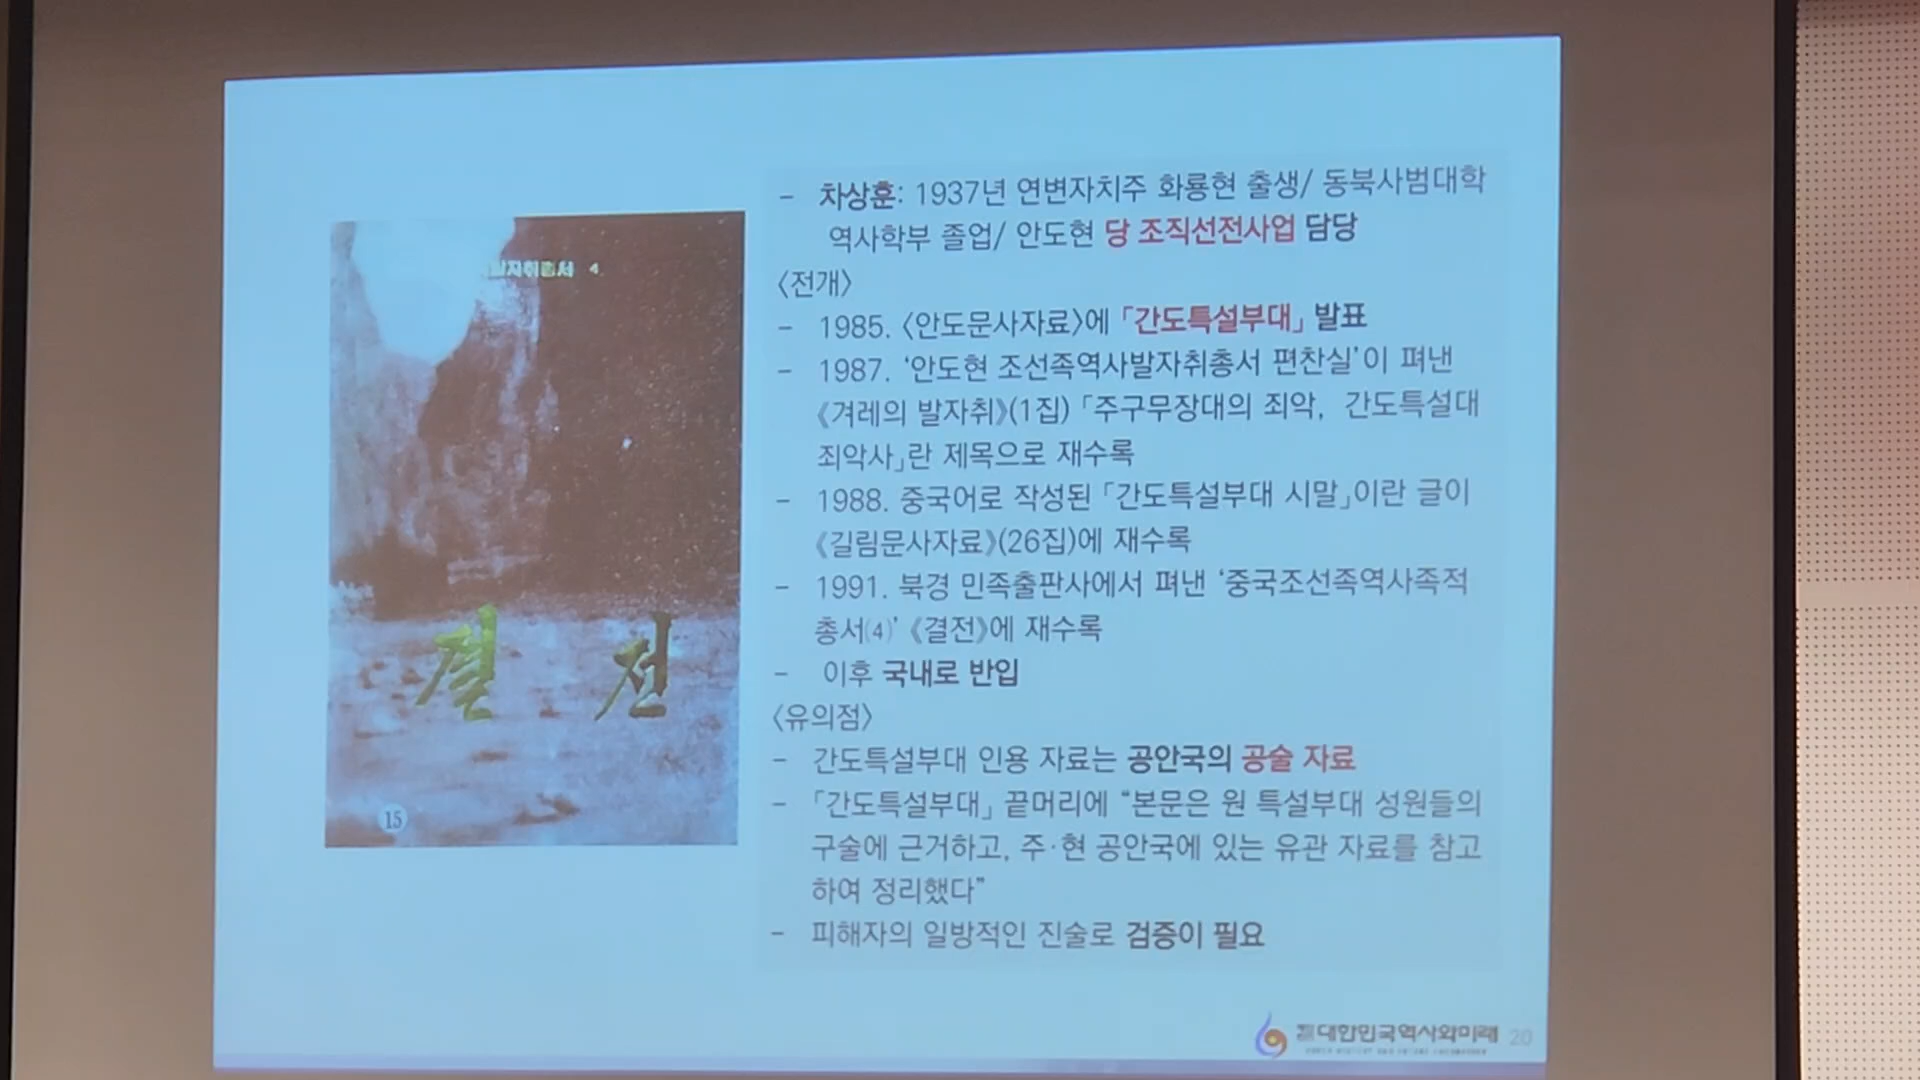 발자취총서 4
결 전
15
- 차상훈: 1937년 연변자치주 화룡현 출생/ 동북사범대학
역사학부 졸업/ 안도현 당 조직선전사업 담당
〈전개〉
- 1985. 〈안도문사자료〉에 「간도특설부대」 발표
- 1987. ‘안도현 조선족역사발자취총서 편찬실’이 펴낸
《겨레의 발자취》(1집) 「주구무장대의 죄악, 간도특설대
죄악사」란 제목으로 재수록
- 1988. 중국어로 작성된 「간도특설부대 시말」이란 글이
《길림문사자료》(26집)에 재수록
- 1991. 북경 민족출판사에서 펴낸 ‘중국조선족역사족적
총서(4)’ 《결전》에 재수록
- 이후 국내로 반입
〈유의점〉
- 간도특설부대 인용 자료는 공안국의 공술 자료
- 「간도특설부대」 끝머리에 “본문은 원 특설부대 성원들의
구술에 근거하고, 주·현 공안국에 있는 유관 자료를 참고
하여 정리했다”
- 피해자의 일방적인 진술로 검증이 필요
대한민국역사와미래 20